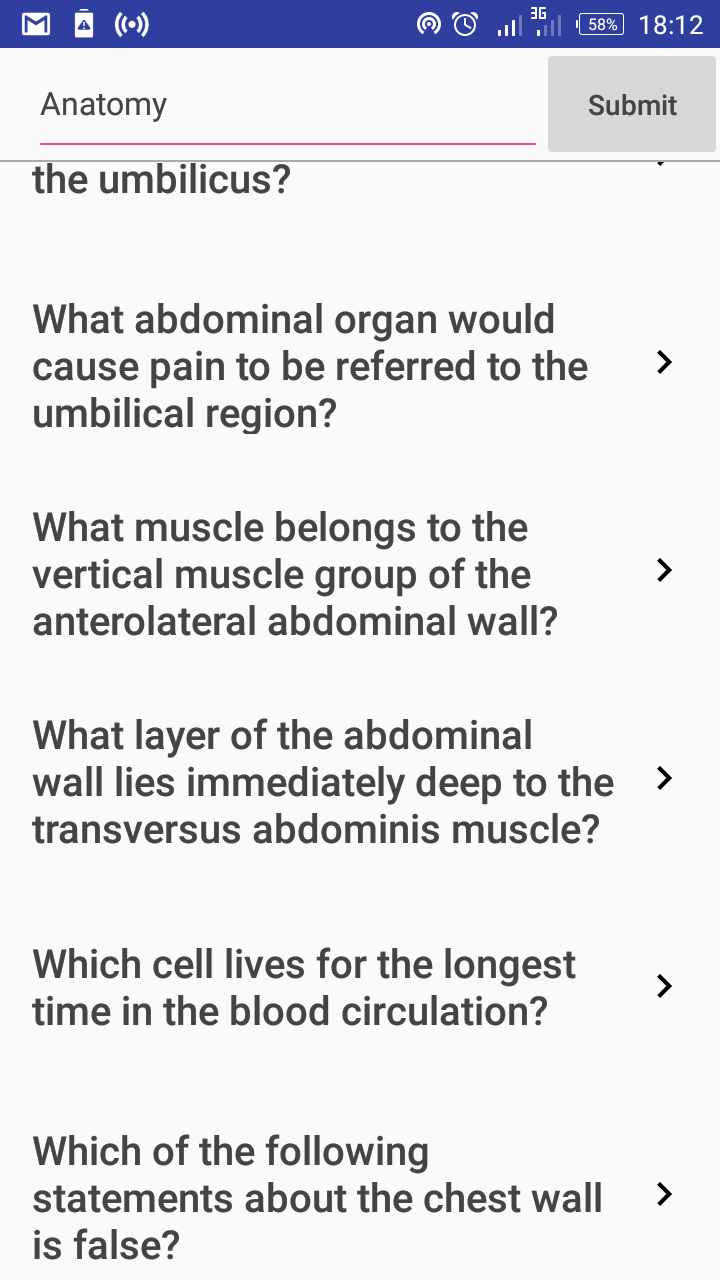 3G
58%
18:12
Anatomy
Submit
the umbilicus?
What abdominal organ would
cause pain to be referred to the
umbilical region?
What muscle belongs to the
vertical muscle group of the
anterolateral abdominal wall?
What layer of the abdominal
wall lies immediately deep to the
transversus abdominis muscle?
Which cell lives for the longest
time in the blood circulation?
Which of the following
statements about the chest wall
is false?